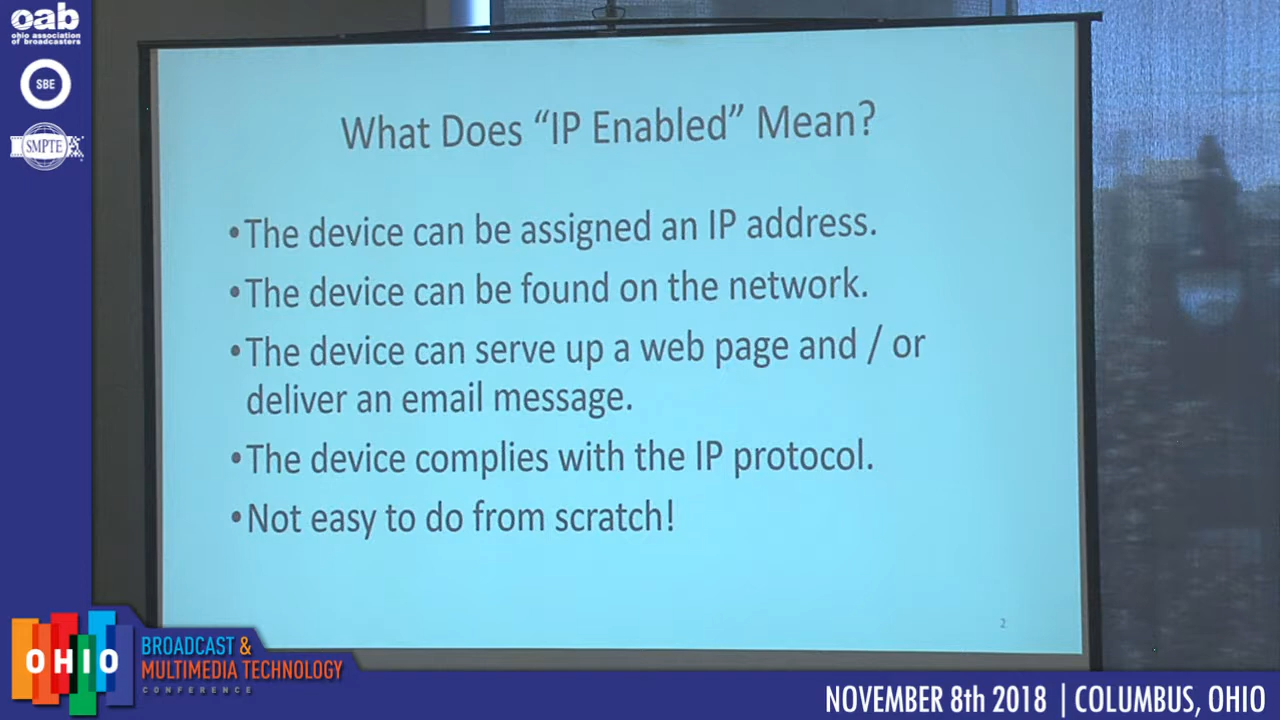 oab
ohio association
of broadcasters
SBE
SMPTE
What Does “IP Enabled” Mean?
•The device can be assigned an IP address.
•The device can be found on the network.
•The device can serve up a web page and / or
deliver an email message.
•The device complies with the IP protocol.
•Not easy to do from scratch!
2
OHIO
BROADCAST &
MULTIMEDIA TECHNOLOGY
CONFERENCE
NOVEMBER 8th 2018 | COLUMBUS, OHIO